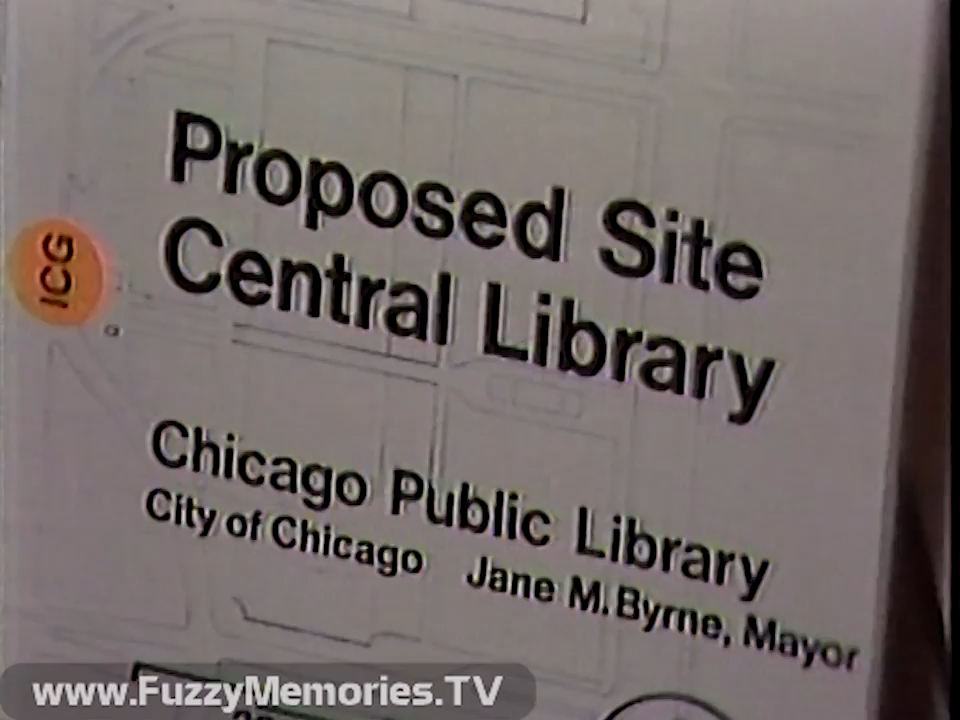 Proposed Site
Central Library
ICG
Chicago Public Library
City of Chicago Jane M. Byrne, Mayor
www.FuzzyMemories.TV